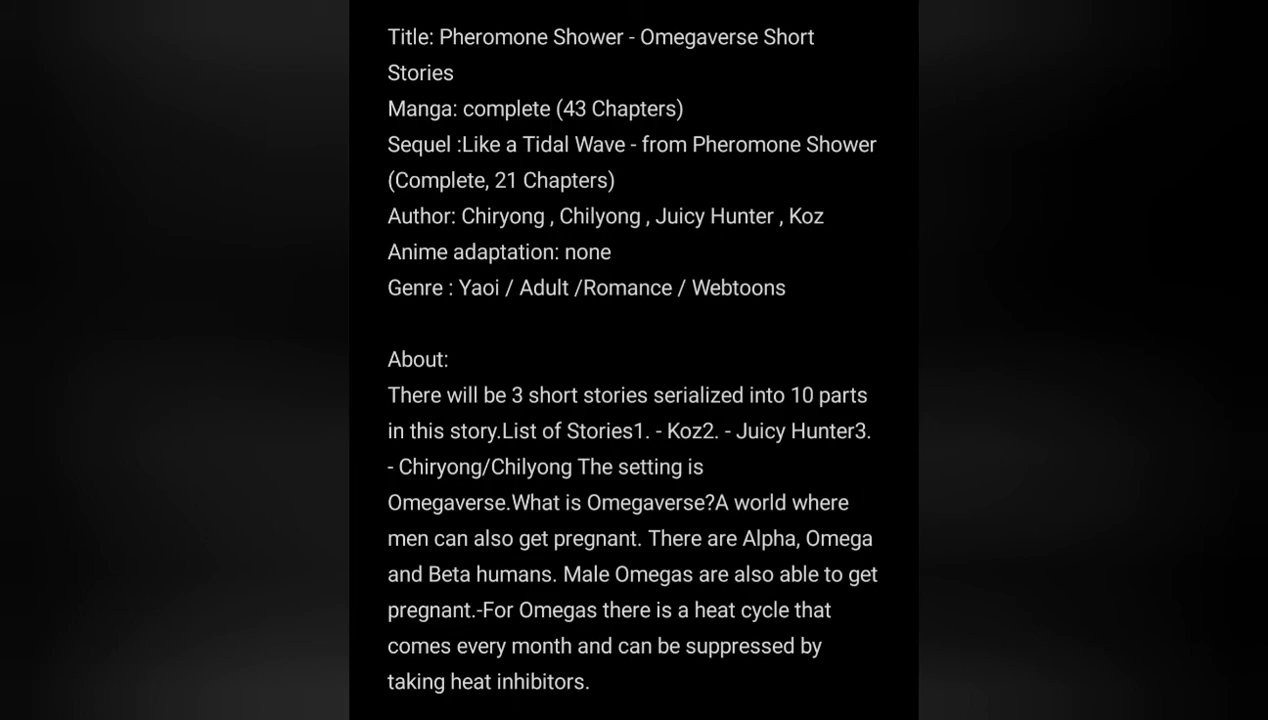 Title: Pheromone Shower - Omegaverse Short
Stories
Manga: complete (43 Chapters)
Sequel :Like a Tidal Wave - from Pheromone Shower
(Complete, 21 Chapters)
Author: Chiryong , Chilyong , Juicy Hunter , Koz
Anime adaptation: none
Genre : Yaoi / Adult /Romance / Webtoons
About:
There will be 3 short stories serialized into 10 parts
in this story.List of Stories1. - Koz2. - Juicy Hunter3.
- Chiryong/Chilyong The setting is
Omegaverse.What is Omegaverse?A world where
men can also get pregnant. There are Alpha, Omega
and Beta humans. Male Omegas are also able to get
pregnant.-For Omegas there is a heat cycle that
comes every month and can be suppressed by
taking heat inhibitors.